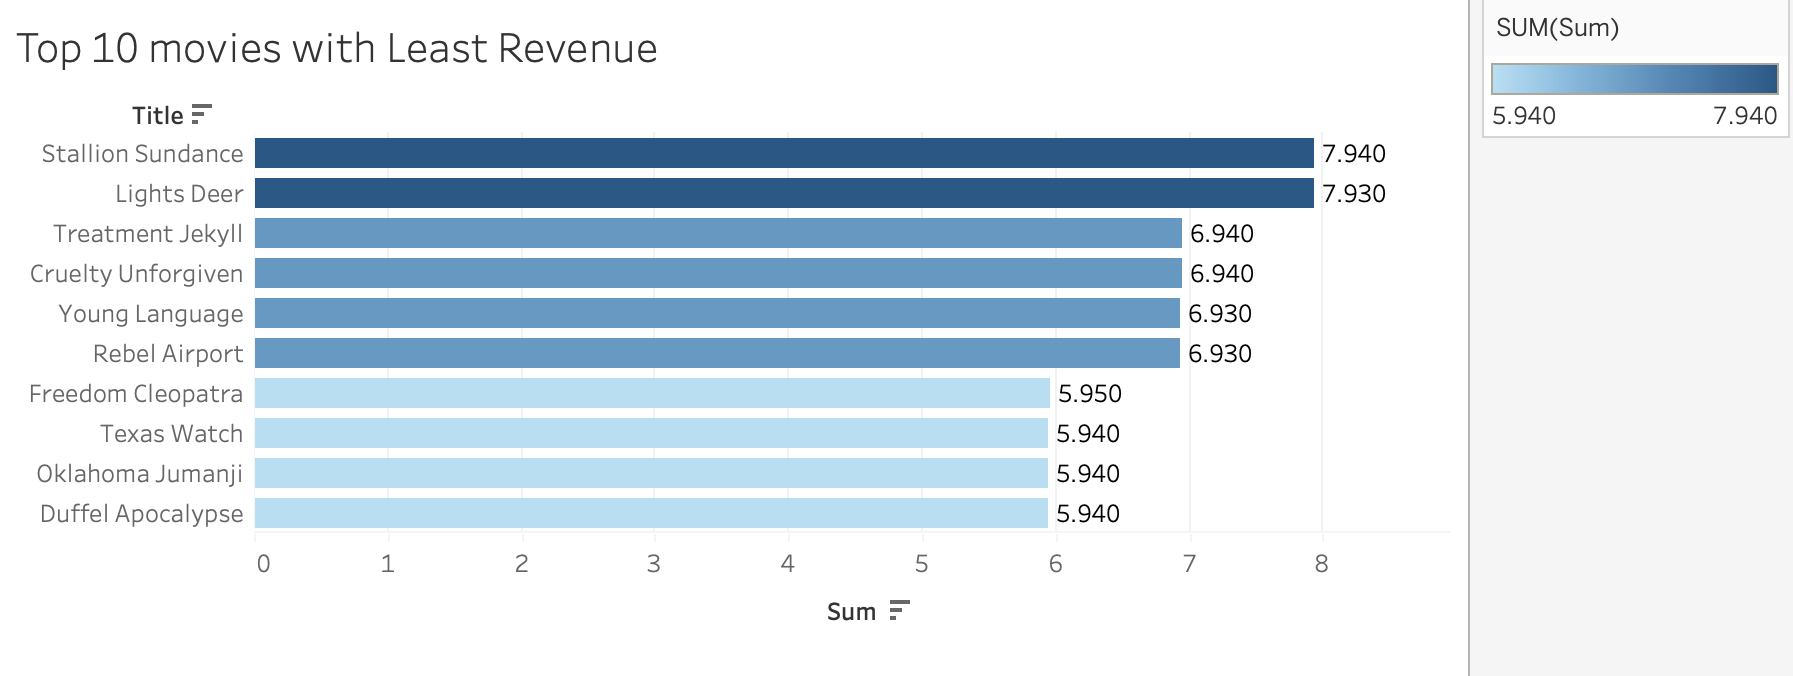 Top 10 movies with Least Revenue
Title
Stallion Sundance 7.940
Lights Deer 7.930
Treatment Jekyll 6.940
Cruelty Unforgiven 6.940
Young Language 6.930
Rebel Airport 6.930
Freedom Cleopatra 5.950
Texas Watch 5.940
Oklahoma Jumanji 5.940
Duffel Apocalypse 5.940
0 1 2 3 4 5 6 7 8
Sum
SUM(Sum)
5.940 7.940